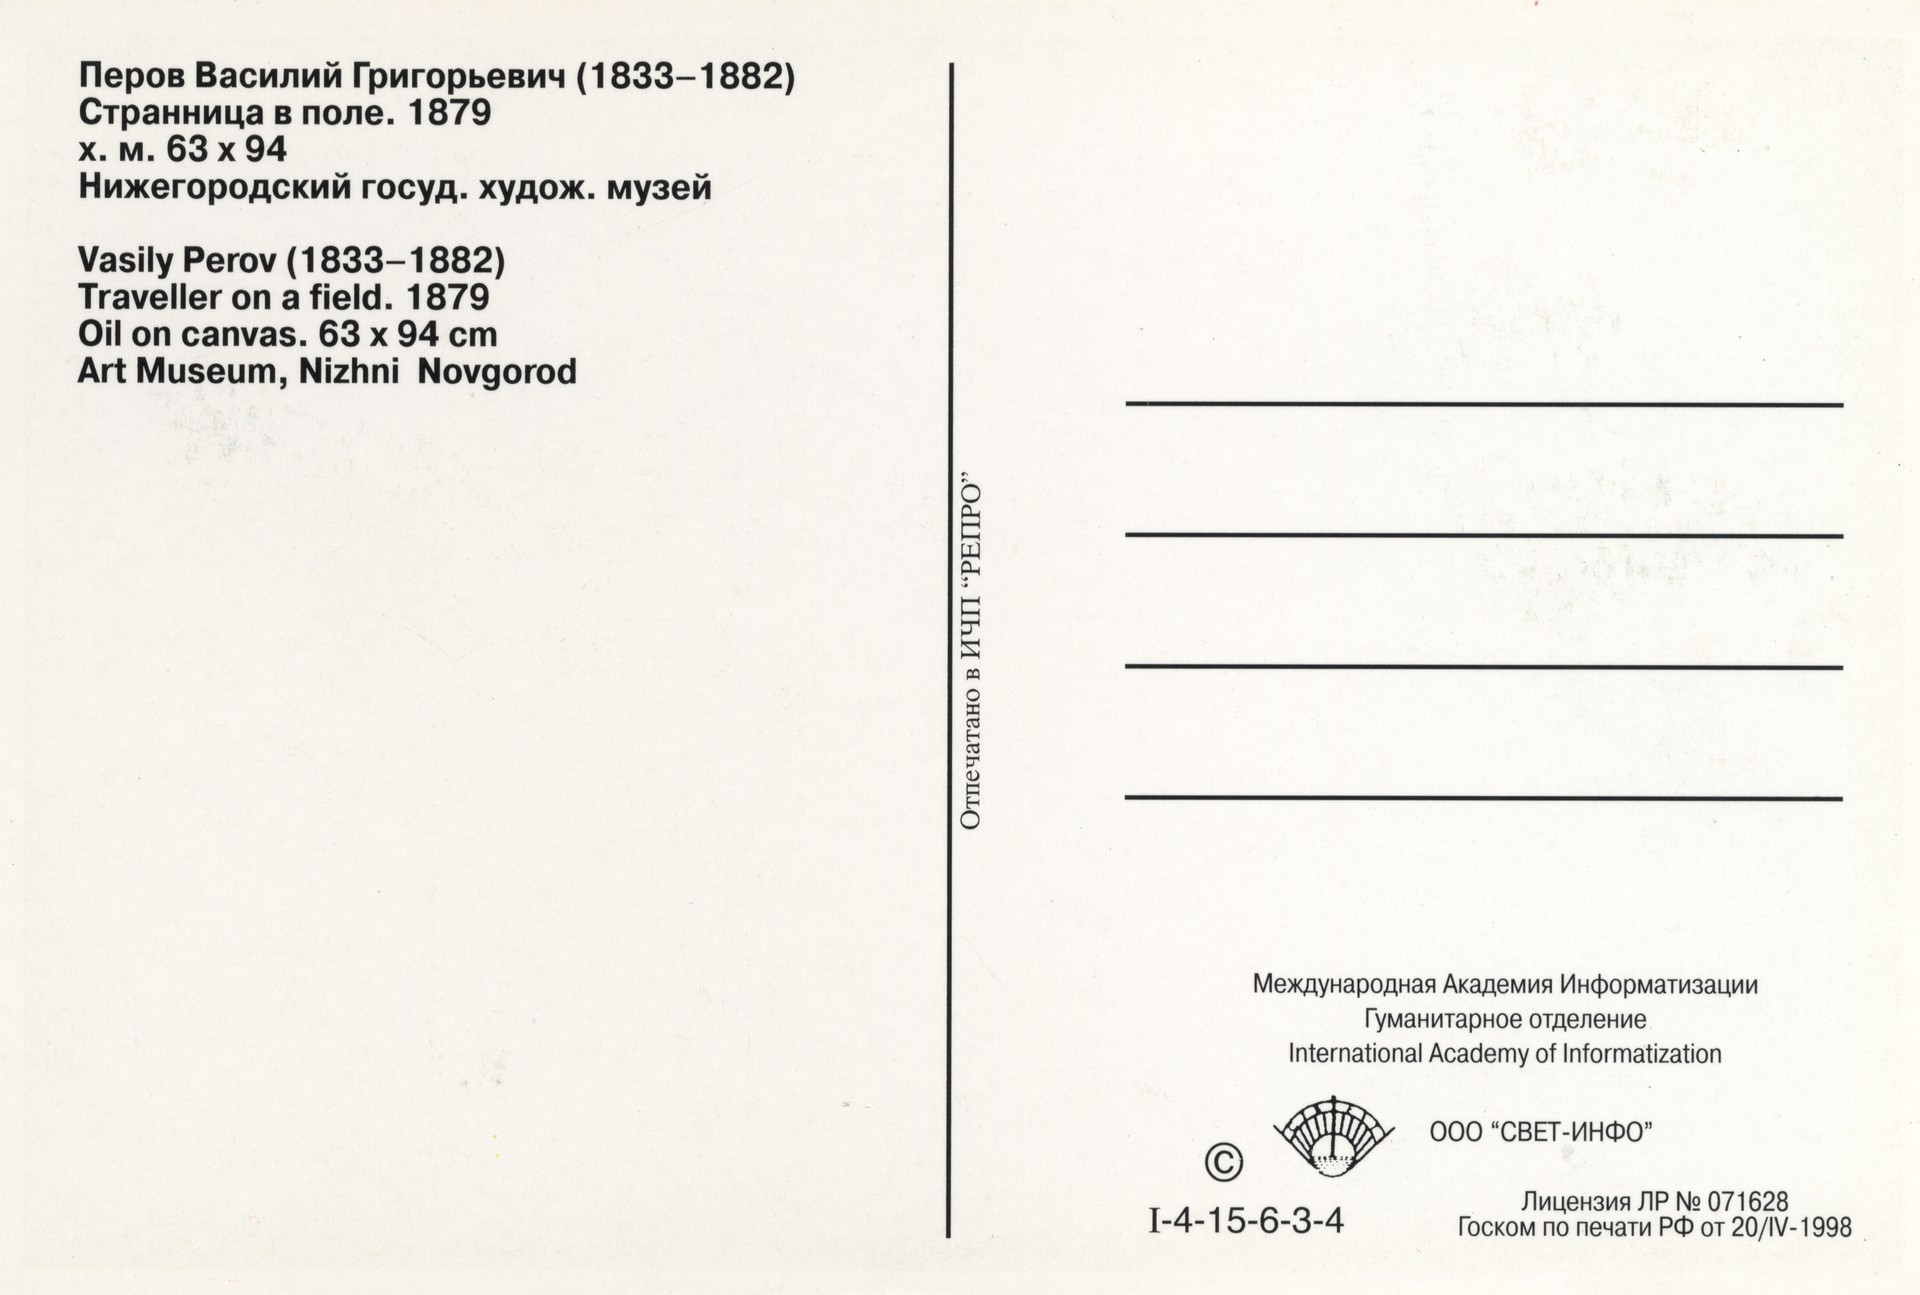 Перов Василий Григорьевич (1833–1882)
Странница в поле. 1879
х. м. 63 x 94
Нижегородский госуд. худож. музей
Vasily Perov (1833–1882)
Traveller on a field. 1879
Oil on canvas. 63 x 94 cm
Art Museum, Nizhni Novgorod
Отпечатано в ИЧП “РЕПРО”
Международная Академия Информатизации
Гуманитарное отделение
International Academy of Informatization
ООО “СВЕТ-ИНФО”
©
I-4-15-6-3-4
Лицензия ЛР № 071628
Госком по печати РФ от 20/IV-1998